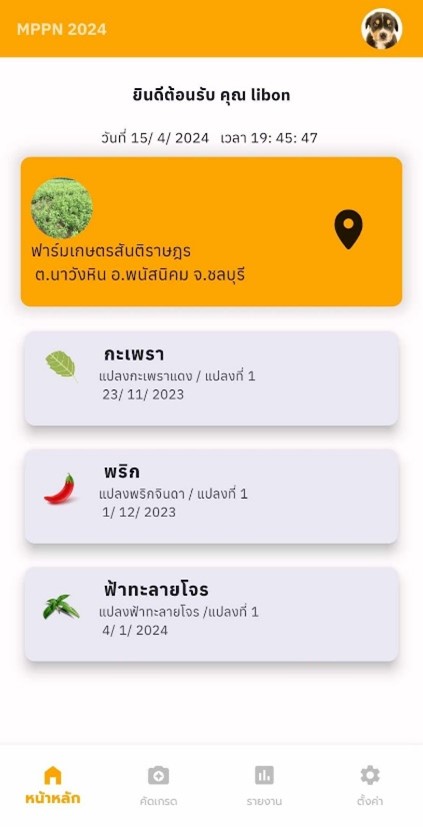 MPPN 2024
ยินดีต้อนรับ คุณ libon
วันที่ 15/ 4/ 2024 เวลา 19: 45: 47
ฟาร์มเกษตรสันติราษฎร
ต.นาวังหิน อ.พนัสนิคม จ.ชลบุรี
กะเพรา
แปลงกะเพราแดง / แปลงที่ 1
23/ 11/ 2023
พริก
แปลงพริกจินดา / แปลงที่ 1
1/ 12/ 2023
ฟ้าทะลายโจร
แปลงฟ้าทะลายโจร /แปลงที่ 1
4/ 1/ 2024
หน้าหลัก คัดเกรด รายงาน ตั้งค่า